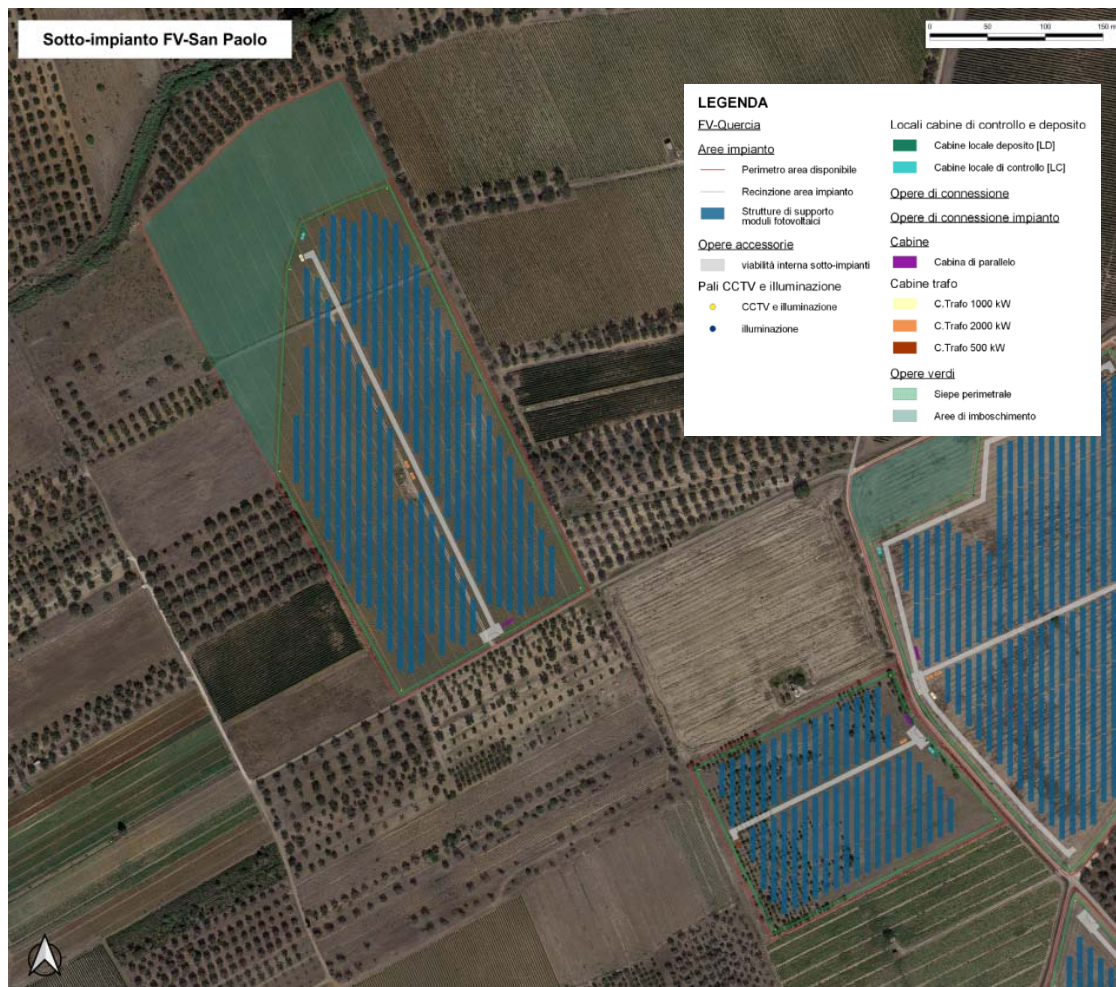 Sotto-impianto FV-San Paolo
0 50 100 150 m
LEGENDA
FV-Quercia
Aree impianto
Perimetro area disponibile
Recinzione area impianto
Strutture di supporto
moduli fotovoltaici
Opere accessorie
viabilità interna sotto-impianti
Pali CCTV e illuminazione
CCTV e illuminazione
illuminazione
Locali cabine di controllo e deposito
Cabine locale deposito [LD]
Cabine locale di controllo [LC]
Opere di connessione
Opere di connessione impianto
Cabine
Cabina di parallelo
Cabine trafo
C.Trafo 1000 kW
C.Trafo 2000 kW
C.Trafo 500 kW
Opere verdi
Siepe perimetrale
Aree di imboschimento